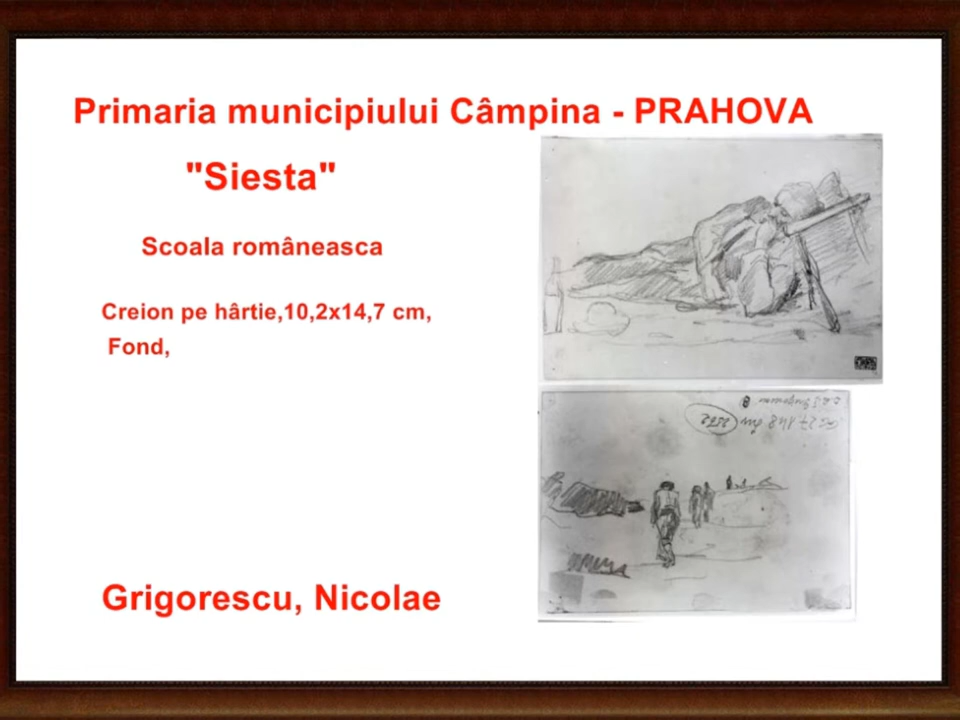 Primaria municipiului Câmpina - PRAHOVA
"Siesta"
Scoala româneasca
Creion pe hârtie,10,2x14,7 cm,
Fond,
Grigorescu, Nicolae